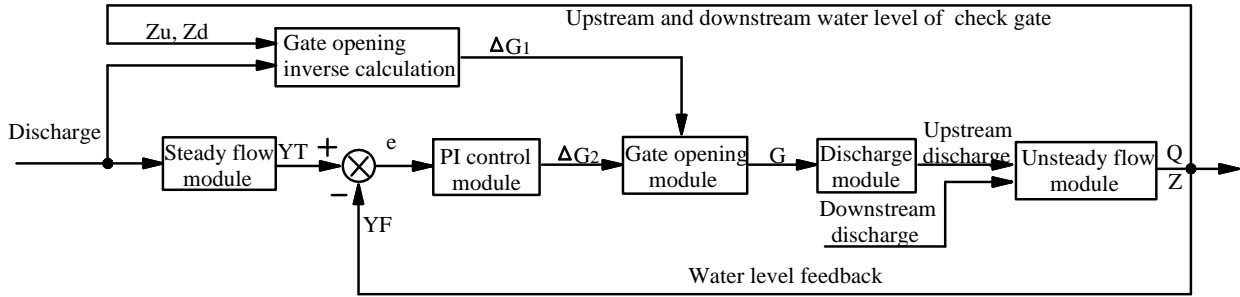 Upstream and downstream water level of check gate
Zu, Zd
Gate opening
inverse calculation
ΔG1
Discharge
Steady flow
module
YT
+
−
e
PI control
module
ΔG2
Gate opening
module
G
Discharge
module
Upstream
discharge
Unsteady flow
module
Q
Z
YF
Downstream
discharge
Water level feedback